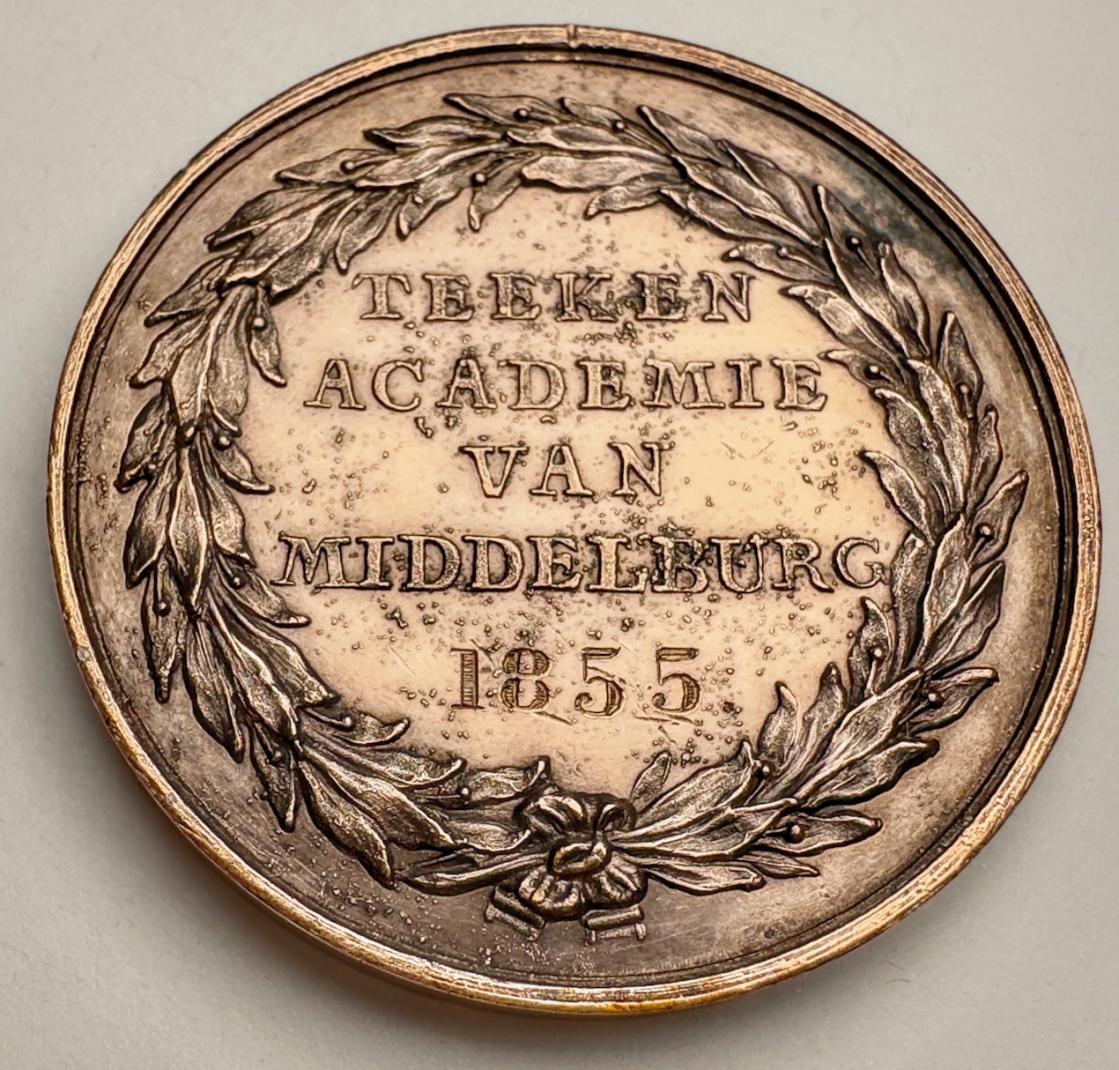 TEEKEN
ACADEMIE
VAN
MIDDELBURG
1855